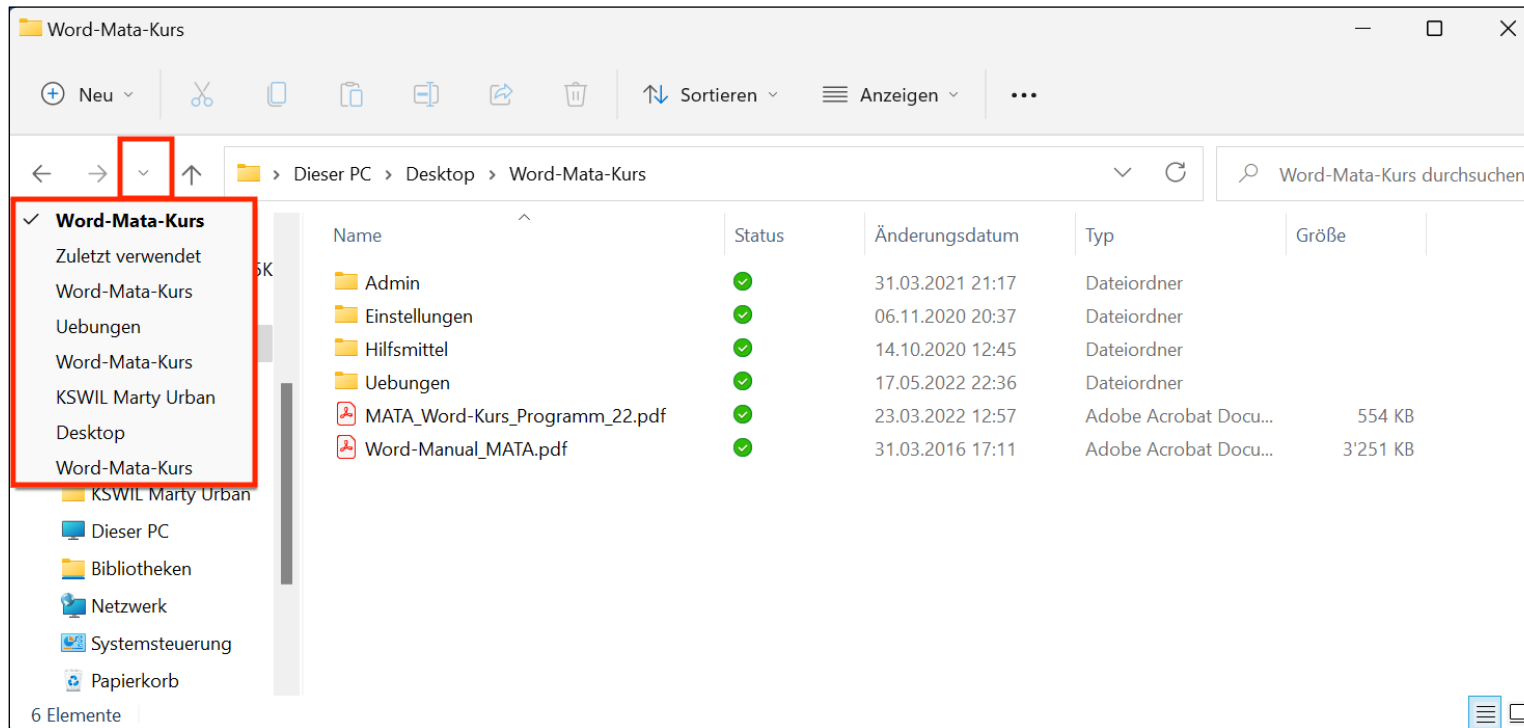 Word-Mata-Kurs
Neu
Sortieren
Anzeigen
Dieser PC > Desktop > Word-Mata-Kurs
Word-Mata-Kurs durchsuchen
Word-Mata-Kurs
Zuletzt verwendet
Word-Mata-Kurs
Uebungen
Word-Mata-Kurs
KSWIL Marty Urban
Desktop
Word-Mata-Kurs
5K
KSWIL Marty Urban
Dieser PC
Bibliotheken
Netzwerk
Systemsteuerung
Papierkorb
Name Status Änderungsdatum Typ Größe
Admin 31.03.2021 21:17 Dateiordner
Einstellungen 06.11.2020 20:37 Dateiordner
Hilfsmittel 14.10.2020 12:45 Dateiordner
Uebungen 17.05.2022 22:36 Dateiordner
MATA_Word-Kurs_Programm_22.pdf 23.03.2022 12:57 Adobe Acrobat Docu... 554 KB
Word-Manual_MATA.pdf 31.03.2016 17:11 Adobe Acrobat Docu... 3'251 KB
6 Elemente